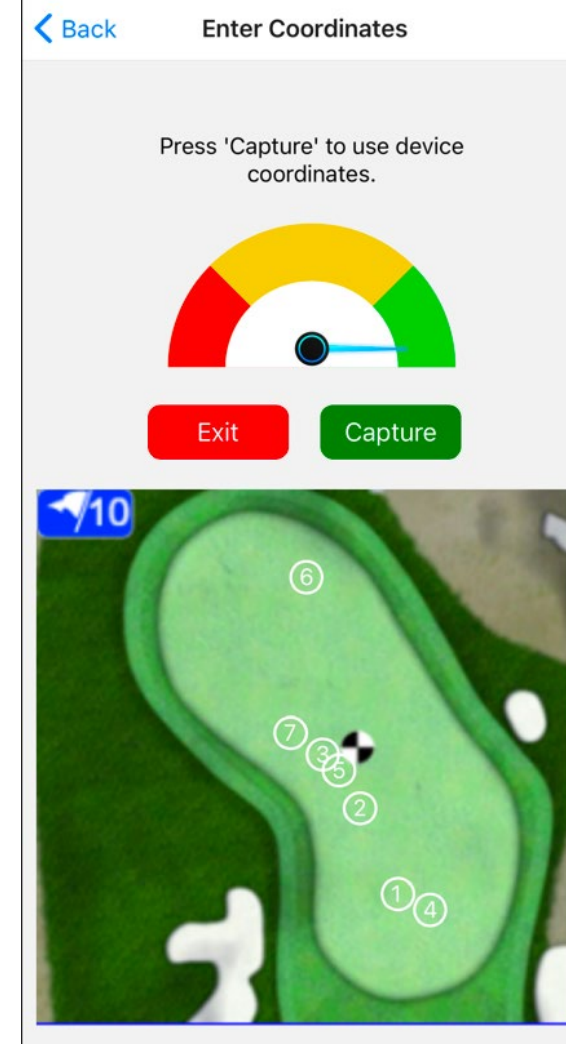 Back
Enter Coordinates
Press 'Capture' to use device
coordinates.
Exit
Capture
10
6
7
3
5
2
1
4